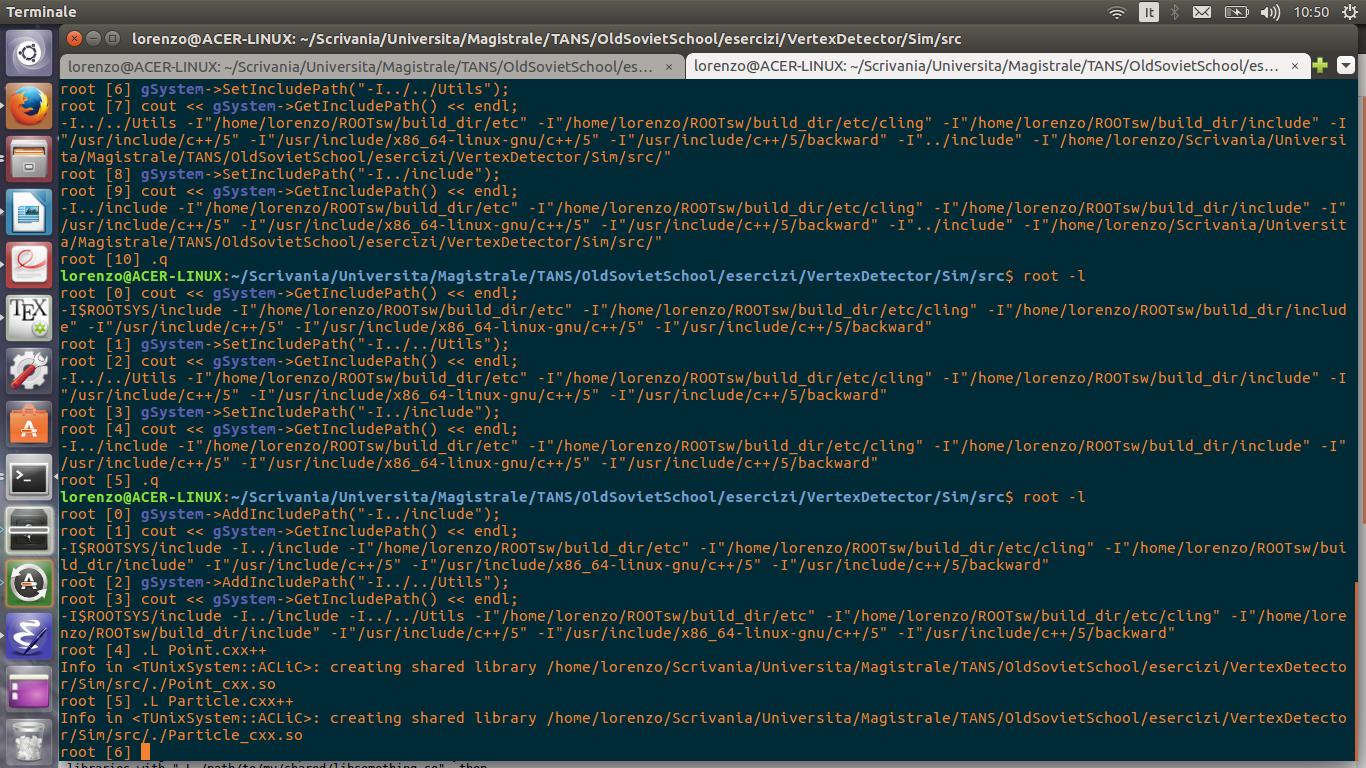 Terminale
It
10:50
lorenzo@ACER-LINUX: ~/Scrivania/Universita/Magistrale/TANS/OldSovietSchool/esercizi/VertexDetector/Sim/src
lorenzo@ACER-LINUX: ~/Scrivania/Universita/Magistrale/TANS/OldSovietSchool/es... ×
lorenzo@ACER-LINUX: ~/Scrivania/Universita/Magistrale/TANS/OldSovietSchool/es... ×
root [6] gSystem->SetIncludePath("-I../../Utils");
root [7] cout << gSystem->GetIncludePath() << endl;
-I../../Utils -I"/home/lorenzo/ROOTsw/build_dir/etc" -I"/home/lorenzo/ROOTsw/build_dir/etc/cling" -I"/home/lorenzo/ROOTsw/build_dir/include" -I
"/usr/include/c++/5" -I"/usr/include/x86_64-linux-gnu/c++/5" -I"/usr/include/c++/5/backward" -I"../include" -I"/home/lorenzo/Scrivania/Universi
ta/Magistrale/TANS/OldSovietSchool/esercizi/VertexDetector/Sim/src/"
root [8] gSystem->SetIncludePath("-I../include");
root [9] cout << gSystem->GetIncludePath() << endl;
-I../include -I"/home/lorenzo/ROOTsw/build_dir/etc" -I"/home/lorenzo/ROOTsw/build_dir/etc/cling" -I"/home/lorenzo/ROOTsw/build_dir/include" -I"
/usr/include/c++/5" -I"/usr/include/x86_64-linux-gnu/c++/5" -I"/usr/include/c++/5/backward" -I"../include" -I"/home/lorenzo/Scrivania/Universit
a/Magistrale/TANS/OldSovietSchool/esercizi/VertexDetector/Sim/src/"
root [10] .q
lorenzo@ACER-LINUX:~/Scrivania/Universita/Magistrale/TANS/OldSovietSchool/esercizi/VertexDetector/Sim/src$ root -l
root [0] cout << gSystem->GetIncludePath() << endl;
-I$ROOTSYS/include -I"/home/lorenzo/ROOTsw/build_dir/etc" -I"/home/lorenzo/ROOTsw/build_dir/etc/cling" -I"/home/lorenzo/ROOTsw/build_dir/includ
e" -I"/usr/include/c++/5" -I"/usr/include/x86_64-linux-gnu/c++/5" -I"/usr/include/c++/5/backward"
root [1] gSystem->SetIncludePath("-I../../Utils");
root [2] cout << gSystem->GetIncludePath() << endl;
-I../../Utils -I"/home/lorenzo/ROOTsw/build_dir/etc" -I"/home/lorenzo/ROOTsw/build_dir/etc/cling" -I"/home/lorenzo/ROOTsw/build_dir/include" -I
"/usr/include/c++/5" -I"/usr/include/x86_64-linux-gnu/c++/5" -I"/usr/include/c++/5/backward"
root [3] gSystem->SetIncludePath("-I../include");
root [4] cout << gSystem->GetIncludePath() << endl;
-I../include -I"/home/lorenzo/ROOTsw/build_dir/etc" -I"/home/lorenzo/ROOTsw/build_dir/etc/cling" -I"/home/lorenzo/ROOTsw/build_dir/include" -I"
/usr/include/c++/5" -I"/usr/include/x86_64-linux-gnu/c++/5" -I"/usr/include/c++/5/backward"
root [5] .q
lorenzo@ACER-LINUX:~/Scrivania/Universita/Magistrale/TANS/OldSovietSchool/esercizi/VertexDetector/Sim/src$ root -l
root [0] gSystem->AddIncludePath("-I../include");
root [1] cout << gSystem->GetIncludePath() << endl;
-I$ROOTSYS/include -I../include -I"/home/lorenzo/ROOTsw/build_dir/etc" -I"/home/lorenzo/ROOTsw/build_dir/etc/cling" -I"/home/lorenzo/ROOTsw/bui
ld_dir/include" -I"/usr/include/c++/5" -I"/usr/include/x86_64-linux-gnu/c++/5" -I"/usr/include/c++/5/backward"
root [2] gSystem->AddIncludePath("-I../../Utils");
root [3] cout << gSystem->GetIncludePath() << endl;
-I$ROOTSYS/include -I../include -I../../Utils -I"/home/lorenzo/ROOTsw/build_dir/etc" -I"/home/lorenzo/ROOTsw/build_dir/etc/cling" -I"/home/lore
nzo/ROOTsw/build_dir/include" -I"/usr/include/c++/5" -I"/usr/include/x86_64-linux-gnu/c++/5" -I"/usr/include/c++/5/backward"
root [4] .L Point.cxx++
Info in <TUnixSystem::ACLiC>: creating shared library /home/lorenzo/Scrivania/Universita/Magistrale/TANS/OldSovietSchool/esercizi/VertexDetecto
r/Sim/src/./Point_cxx.so
root [5] .L Particle.cxx++
Info in <TUnixSystem::ACLiC>: creating shared library /home/lorenzo/Scrivania/Universita/Magistrale/TANS/OldSovietSchool/esercizi/VertexDetecto
r/Sim/src/./Particle_cxx.so
root [6]
TEX